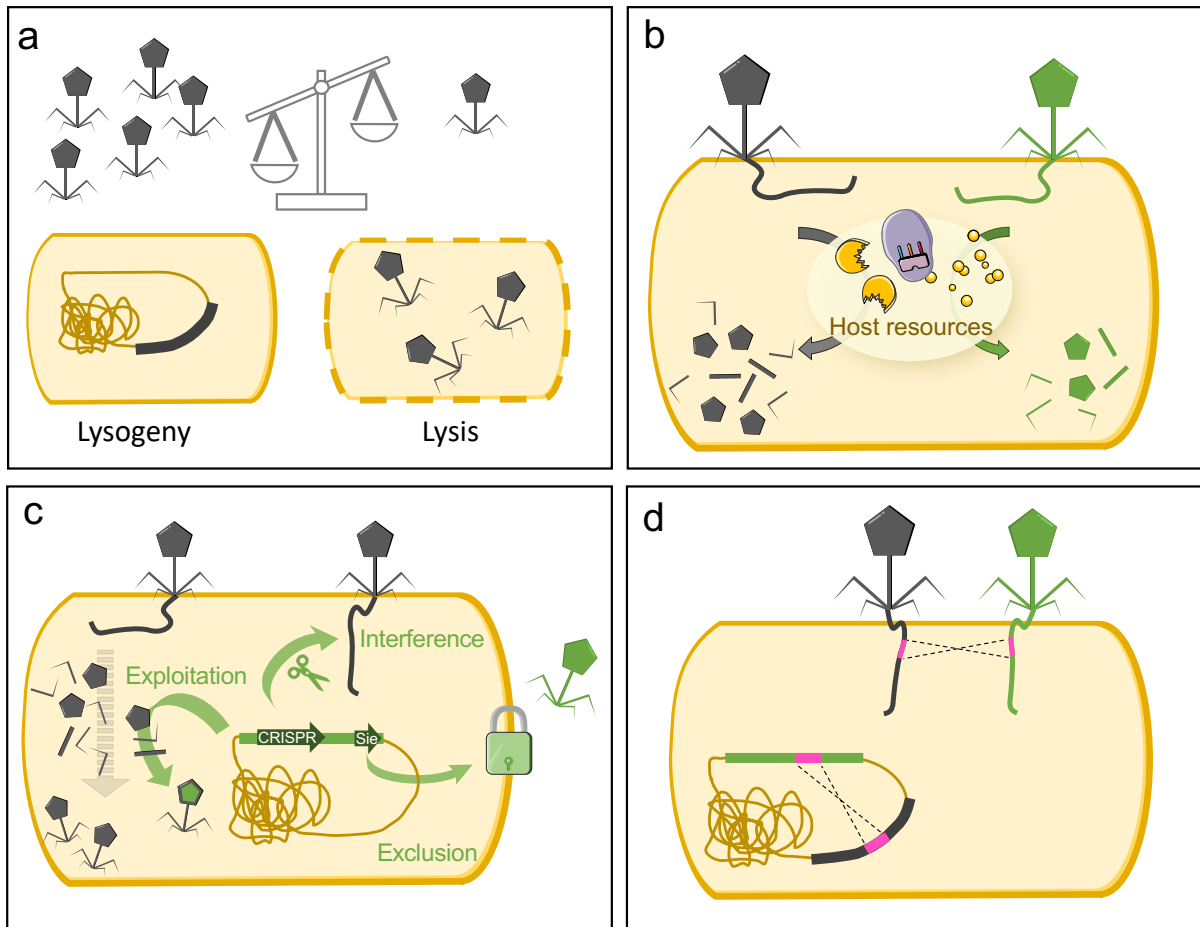 a
Lysogeny
Lysis
b
Host resources
c
Interference
Exploitation
CRISPR
Sie
Exclusion
d